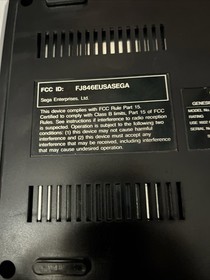 FCC ID: FJ846EUSASEGA
Sega Enterprises, Ltd
This device complies with FCC Rule Part 15
Certified to comply with Class B limits, Part 15 of FCC
Rules. See instructions if interference to radio reception
is suspected. Operation is subject to the following two
conditions: (1) this device may not cause harmful
interference and (2) this device must accept any
interference that may be received, including interference
that may cause undesired operation.
GENESIS
MODEL NO.
RATING